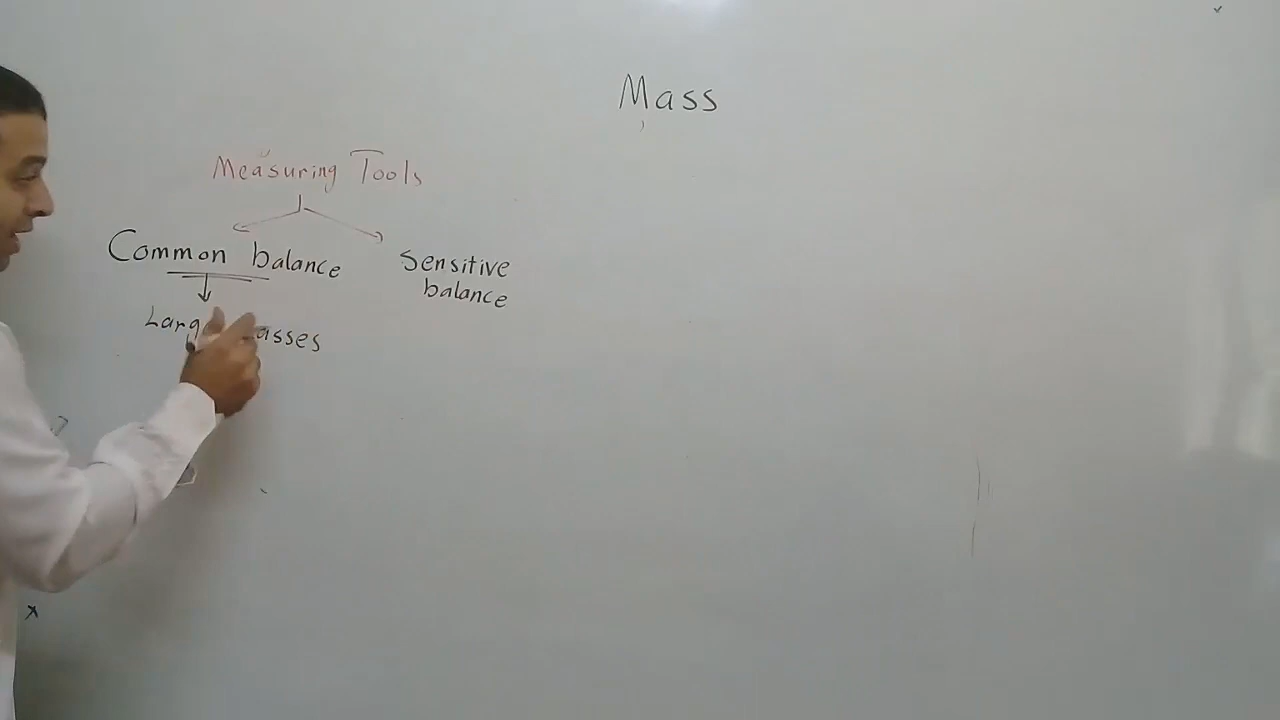 Mass
Measuring Tools
Common balance
Sensitive
balance